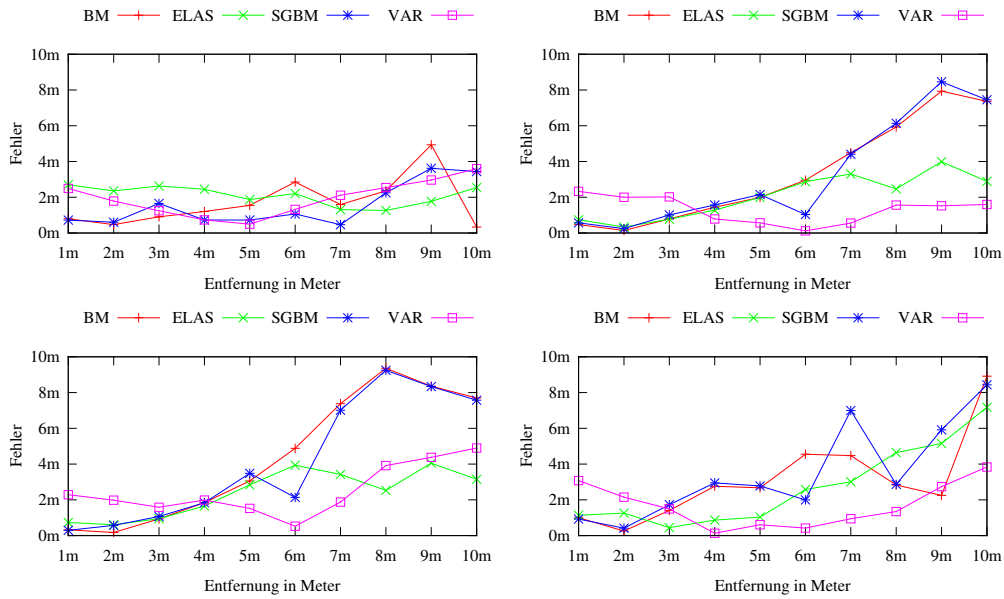 BM ELAS SGBM VAR
10m
8m
6m
4m
2m
0m
Fehler
1m 2m 3m 4m 5m 6m 7m 8m 9m 10m
Entfernung in Meter
BM ELAS SGBM VAR
10m
8m
6m
4m
2m
0m
Fehler
1m 2m 3m 4m 5m 6m 7m 8m 9m 10m
Entfernung in Meter
BM ELAS SGBM VAR
10m
8m
6m
4m
2m
0m
Fehler
1m 2m 3m 4m 5m 6m 7m 8m 9m 10m
Entfernung in Meter
BM ELAS SGBM VAR
10m
8m
6m
4m
2m
0m
Fehler
1m 2m 3m 4m 5m 6m 7m 8m 9m 10m
Entfernung in Meter